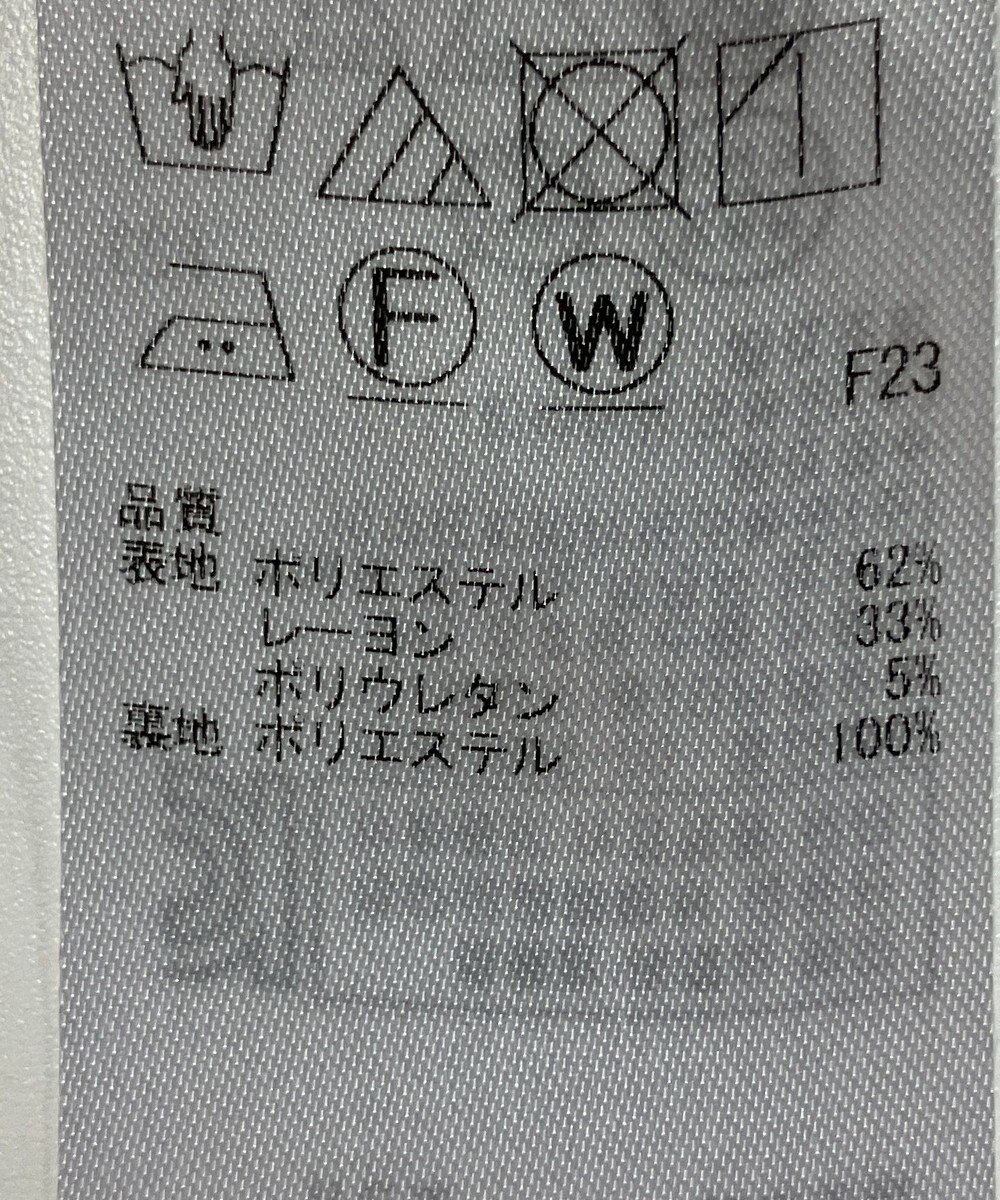 F W
F23
品質
表地 ポリエステル 62%
レーヨン 33%
ポリウレタン 5%
裏地 ポリエステル 100%